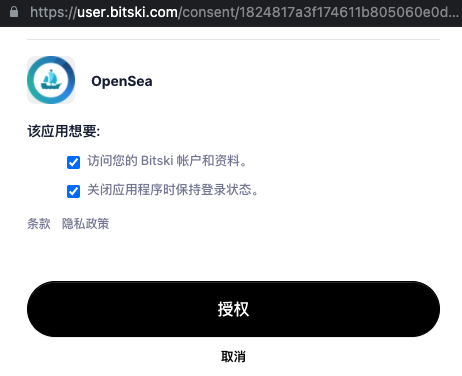 https://user.bitski.com/consent/1824817a3f174611b805060e0d...
OpenSea
该应用想要:
访问您的 Bitski 帐户和资料。
关闭应用程序时保持登录状态。
条款 隐私政策
授权
取消